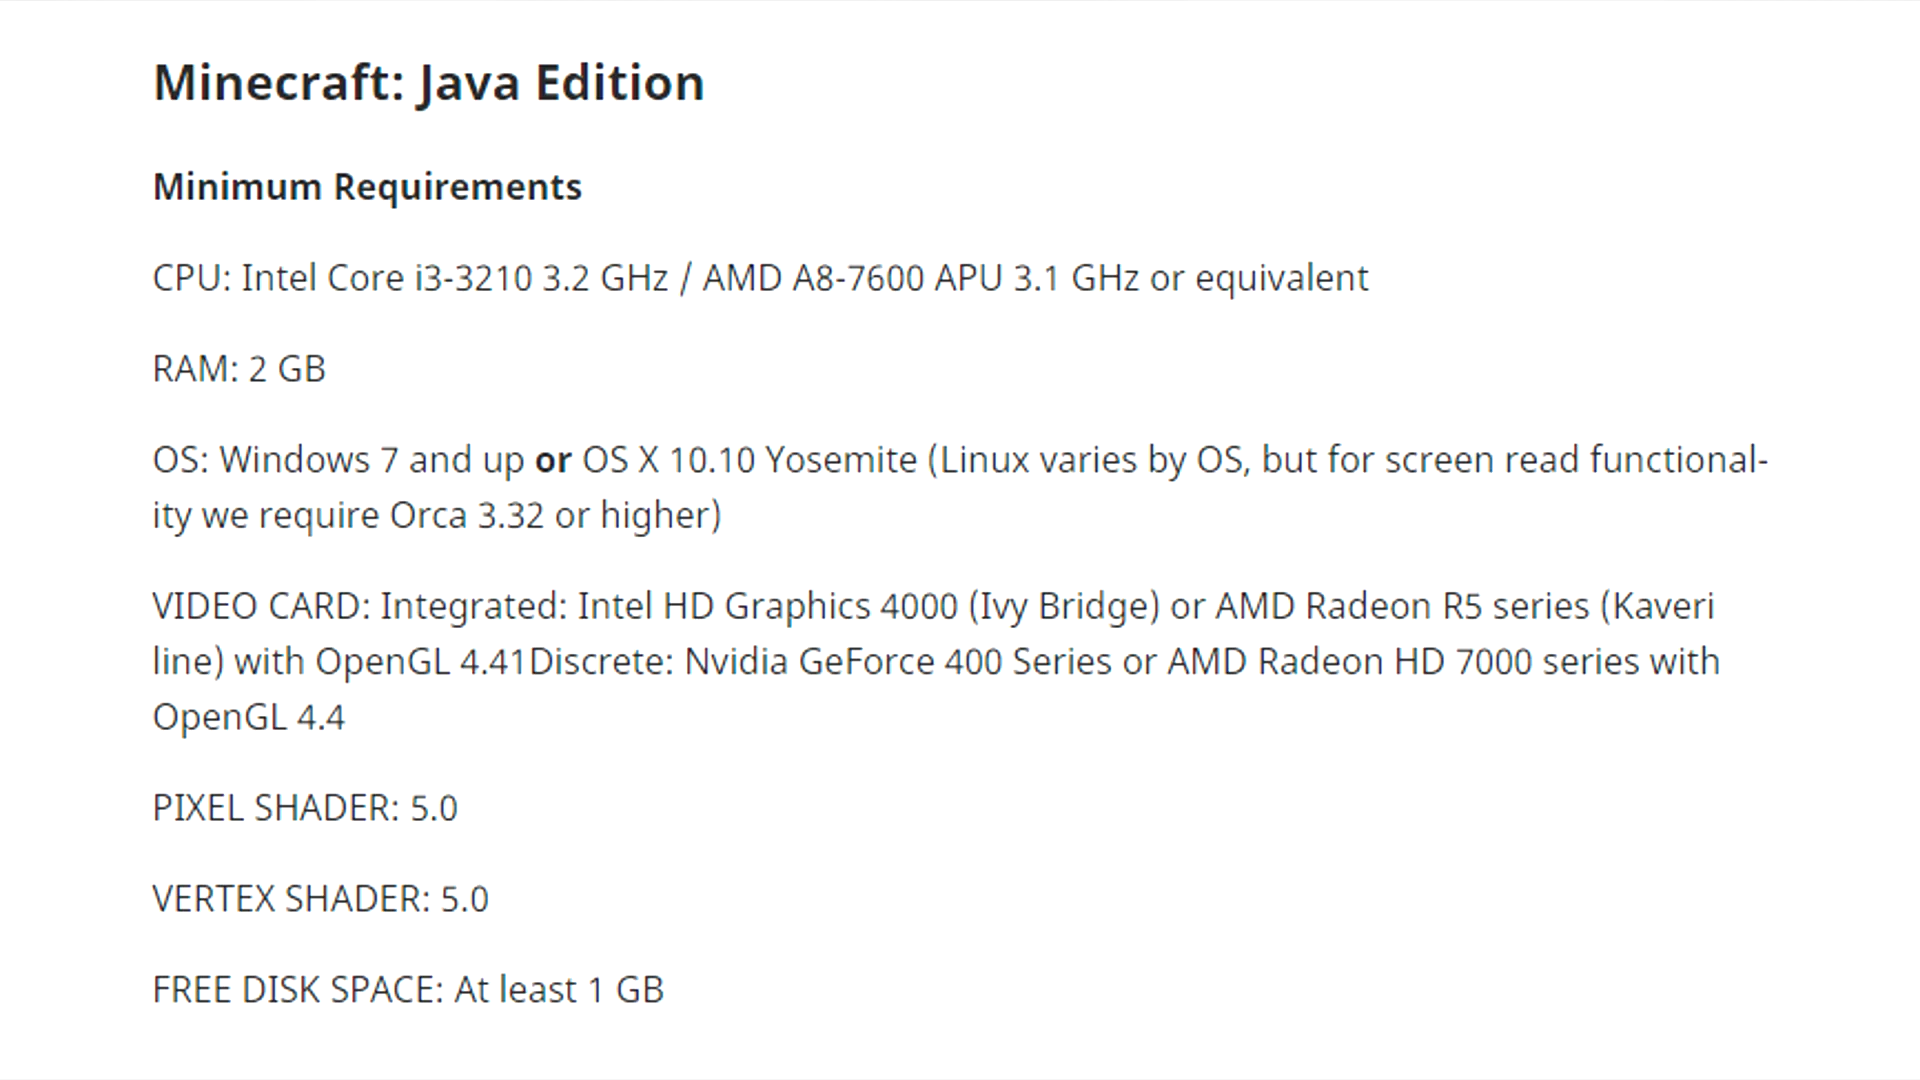 Minecraft: Java Edition
Minimum Requirements
CPU: Intel Core i3-3210 3.2 GHz / AMD A8-7600 APU 3.1 GHz or equivalent
RAM: 2 GB
OS: Windows 7 and up or OS X 10.10 Yosemite (Linux varies by OS, but for screen read functional-
ity we require Orca 3.32 or higher)
VIDEO CARD: Integrated: Intel HD Graphics 4000 (Ivy Bridge) or AMD Radeon R5 series (Kaveri
line) with OpenGL 4.41Discrete: Nvidia GeForce 400 Series or AMD Radeon HD 7000 series with
OpenGL 4.4
PIXEL SHADER: 5.0
VERTEX SHADER: 5.0
FREE DISK SPACE: At least 1 GB